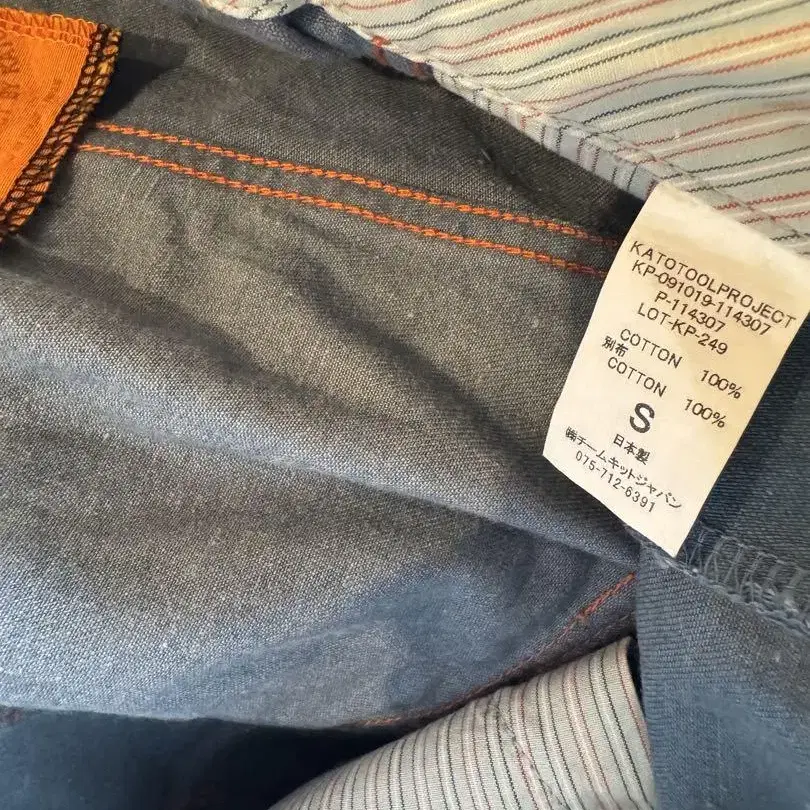 KATOTOOLPROJECT
KP-091019-114307
P-114307
LOT-KP-249
COTTON 100%
別布
COTTON 100%
S
日本製
㈱チームキットジャパン
075-712-6391